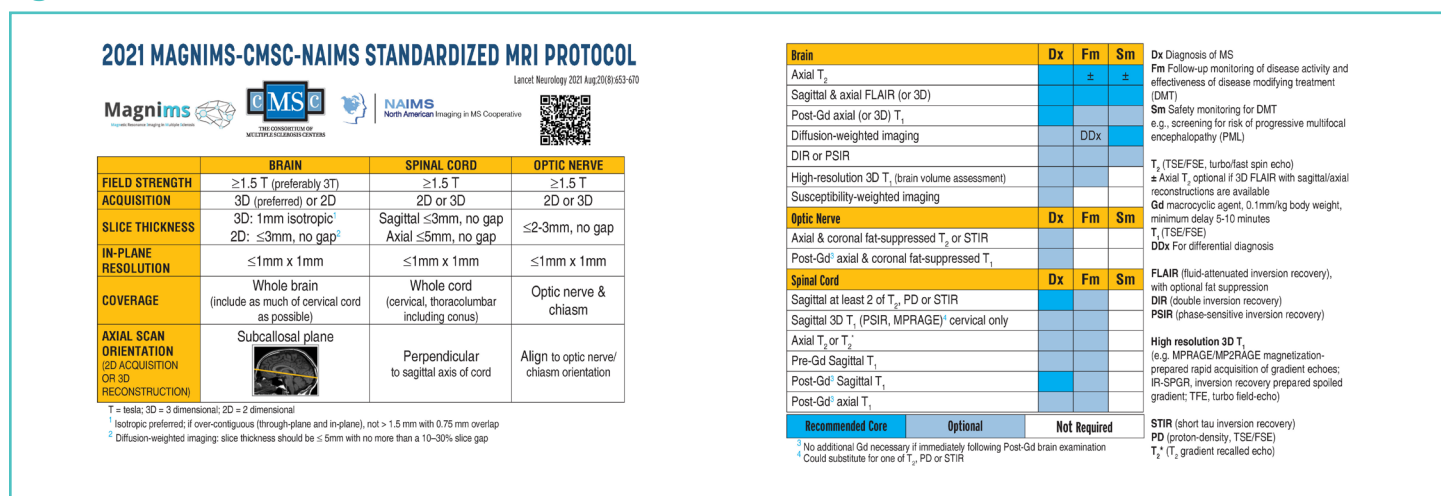 2021 MAGNIMS-CMSC-NAIMS STANDARDIZED MRI PROTOCOL
Lancet Neurology 2021 Aug;20(8):653-670
Magnims
Magnetic Resonance Imaging in Multiple Sclerosis
CMSC
THE CONSORTIUM OF
MULTIPLE SCLEROSIS CENTERS
NAIMS
North American Imaging in MS Cooperative
BRAIN SPINAL CORD OPTIC NERVE
FIELD STRENGTH ≥1.5 T (preferably 3T) ≥1.5 T ≥1.5 T
ACQUISITION 3D (preferred) or 2D 2D or 3D 2D or 3D
SLICE THICKNESS
3D: 1mm isotropic¹
2D: ≤3mm, no gap²
Sagittal ≤3mm, no gap
Axial ≤5mm, no gap
≤2-3mm, no gap
IN-PLANE
RESOLUTION
≤1mm x 1mm ≤1mm x 1mm ≤1mm x 1mm
COVERAGE
Whole brain
(include as much of cervical cord
as possible)
Whole cord
(cervical, thoracolumbar
including conus)
Optic nerve &
chiasm
AXIAL SCAN
ORIENTATION
(2D ACQUISITION
OR 3D
RECONSTRUCTION)
Subcallosal plane
Perpendicular
to sagittal axis of cord
Align to optic nerve/
chiasm orientation
T = tesla; 3D = 3 dimensional; 2D = 2 dimensional
¹ Isotropic preferred; if over-contiguous (through-plane and in-plane), not > 1.5 mm with 0.75 mm overlap
² Diffusion-weighted imaging: slice thickness should be ≤ 5mm with no more than a 10–30% slice gap
Brain Dx Fm Sm
Axial T₂ ± ±
Sagittal & axial FLAIR (or 3D)
Post-Gd axial (or 3D) T₁
Diffusion-weighted imaging DDx
DIR or PSIR
High-resolution 3D T₁ (brain volume assessment)
Susceptibility-weighted imaging
Optic Nerve Dx Fm Sm
Axial & coronal fat-suppressed T₂ or STIR
Post-Gd³ axial & coronal fat-suppressed T₁
Spinal Cord Dx Fm Sm
Sagittal at least 2 of T₂, PD or STIR
Sagittal 3D T₁ (PSIR, MPRAGE)⁴ cervical only
Axial T₂ or T₂*
Pre-Gd Sagittal T₁
Post-Gd³ Sagittal T₁
Post-Gd³ axial T₁
Recommended Core Optional Not Required
³ No additional Gd necessary if immediately following Post-Gd brain examination
⁴ Could substitute for one of T₂, PD or STIR
Dx Diagnosis of MS
Fm Follow-up monitoring of disease activity and
effectiveness of disease modifying treatment
(DMT)
Sm Safety monitoring for DMT
e.g., screening for risk of progressive multifocal
encephalopathy (PML)
T₂ (TSE/FSE, turbo/fast spin echo)
± Axial T₂ optional if 3D FLAIR with sagittal/axial
reconstructions are available
Gd macrocyclic agent, 0.1mm/kg body weight,
minimum delay 5-10 minutes
T₁ (TSE/FSE)
DDx For differential diagnosis
FLAIR (fluid-attenuated inversion recovery),
with optional fat suppression
DIR (double inversion recovery)
PSIR (phase-sensitive inversion recovery)
High resolution 3D T₁
(e.g. MPRAGE/MP2RAGE magnetization-
prepared rapid acquisition of gradient echoes;
IR-SPGR, inversion recovery prepared spoiled
gradient; TFE, turbo field-echo)
STIR (short tau inversion recovery)
PD (proton-density, TSE/FSE)
T₂* (T₂ gradient recalled echo)